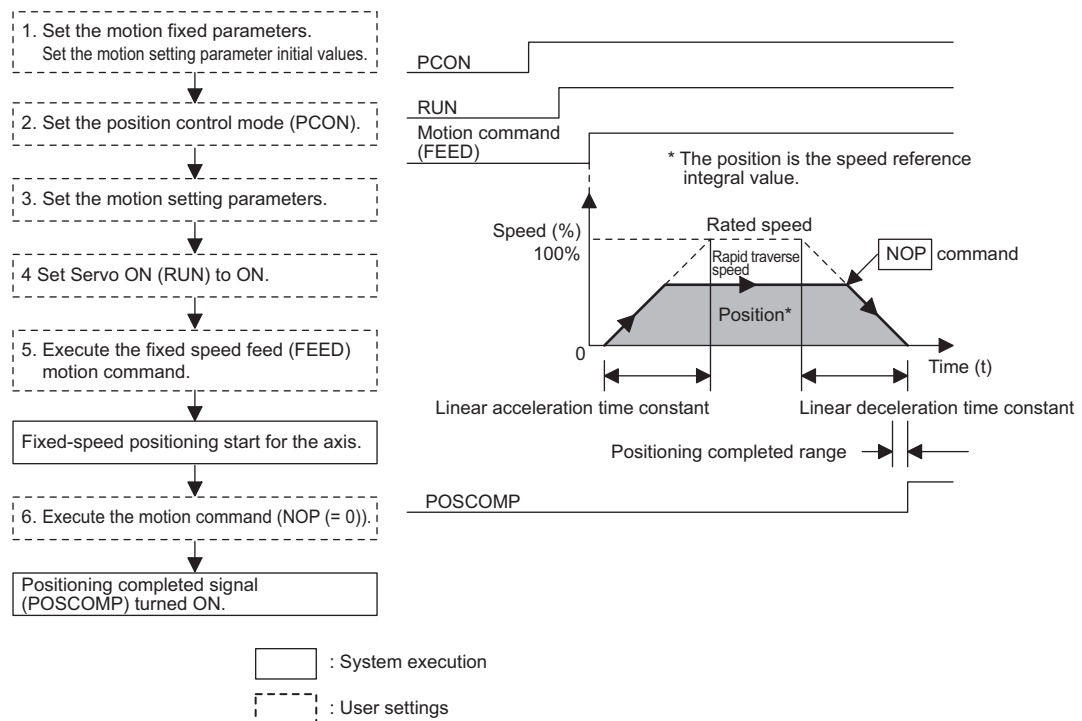 1. Set the motion fixed parameters.
Set the motion setting parameter initial values.
2. Set the position control mode (PCON).
3. Set the motion setting parameters.
4 Set Servo ON (RUN) to ON.
5. Execute the fixed speed feed (FEED)
motion command.
Fixed-speed positioning start for the axis.
6. Execute the motion command (NOP (= 0)).
Positioning completed signal
(POSCOMP) turned ON.
PCON
RUN
Motion command
(FEED)
* The position is the speed reference
integral value.
Speed (%)
100%
Rated speed
Rapid traverse
speed
NOP command
Position*
0
Time (t)
Linear acceleration time constant
Linear deceleration time constant
Positioning completed range
POSCOMP
: System execution
: User settings